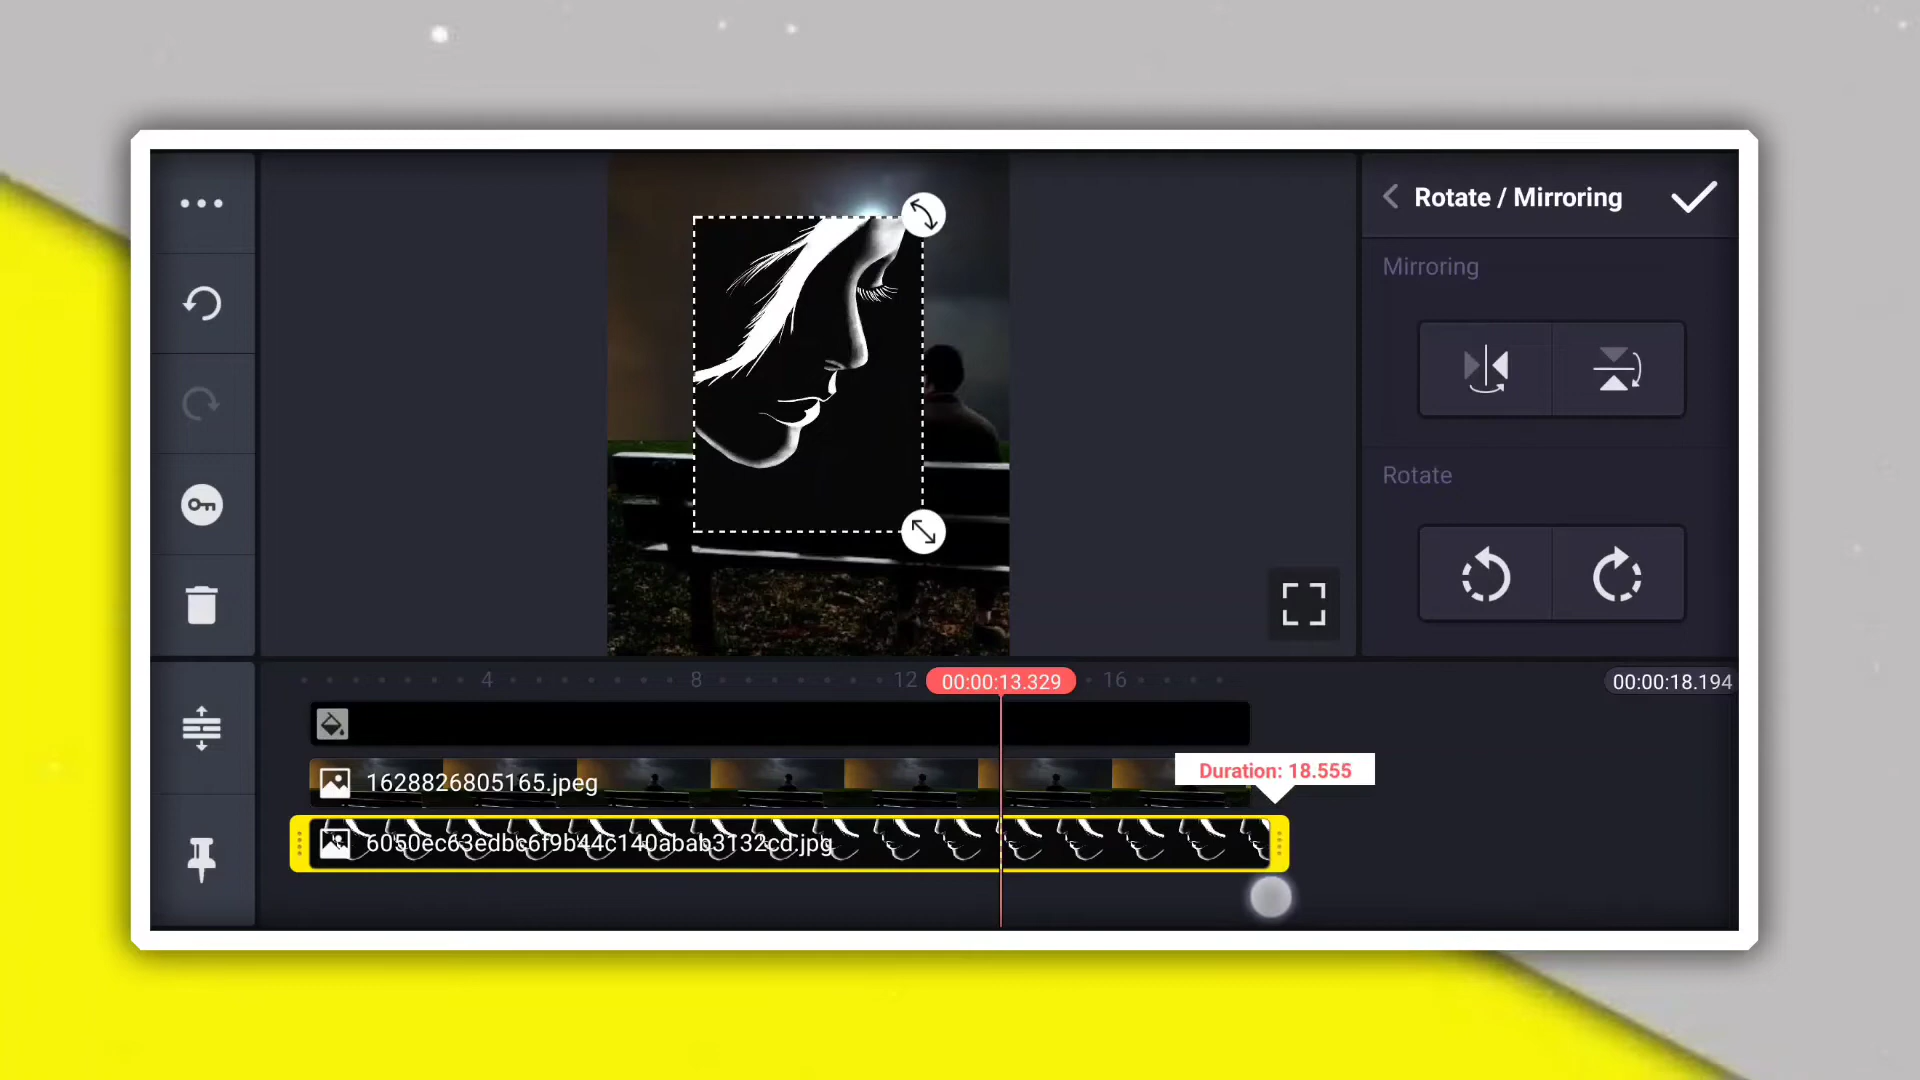 Rotate / Mirroring
Mirroring
Rotate
4
8
12
00:00:13.329
16
00:00:18.194
Duration: 18.555
1628826805165.jpeg
6050ec63edbc6f9b44c140abab3132cd.jpg